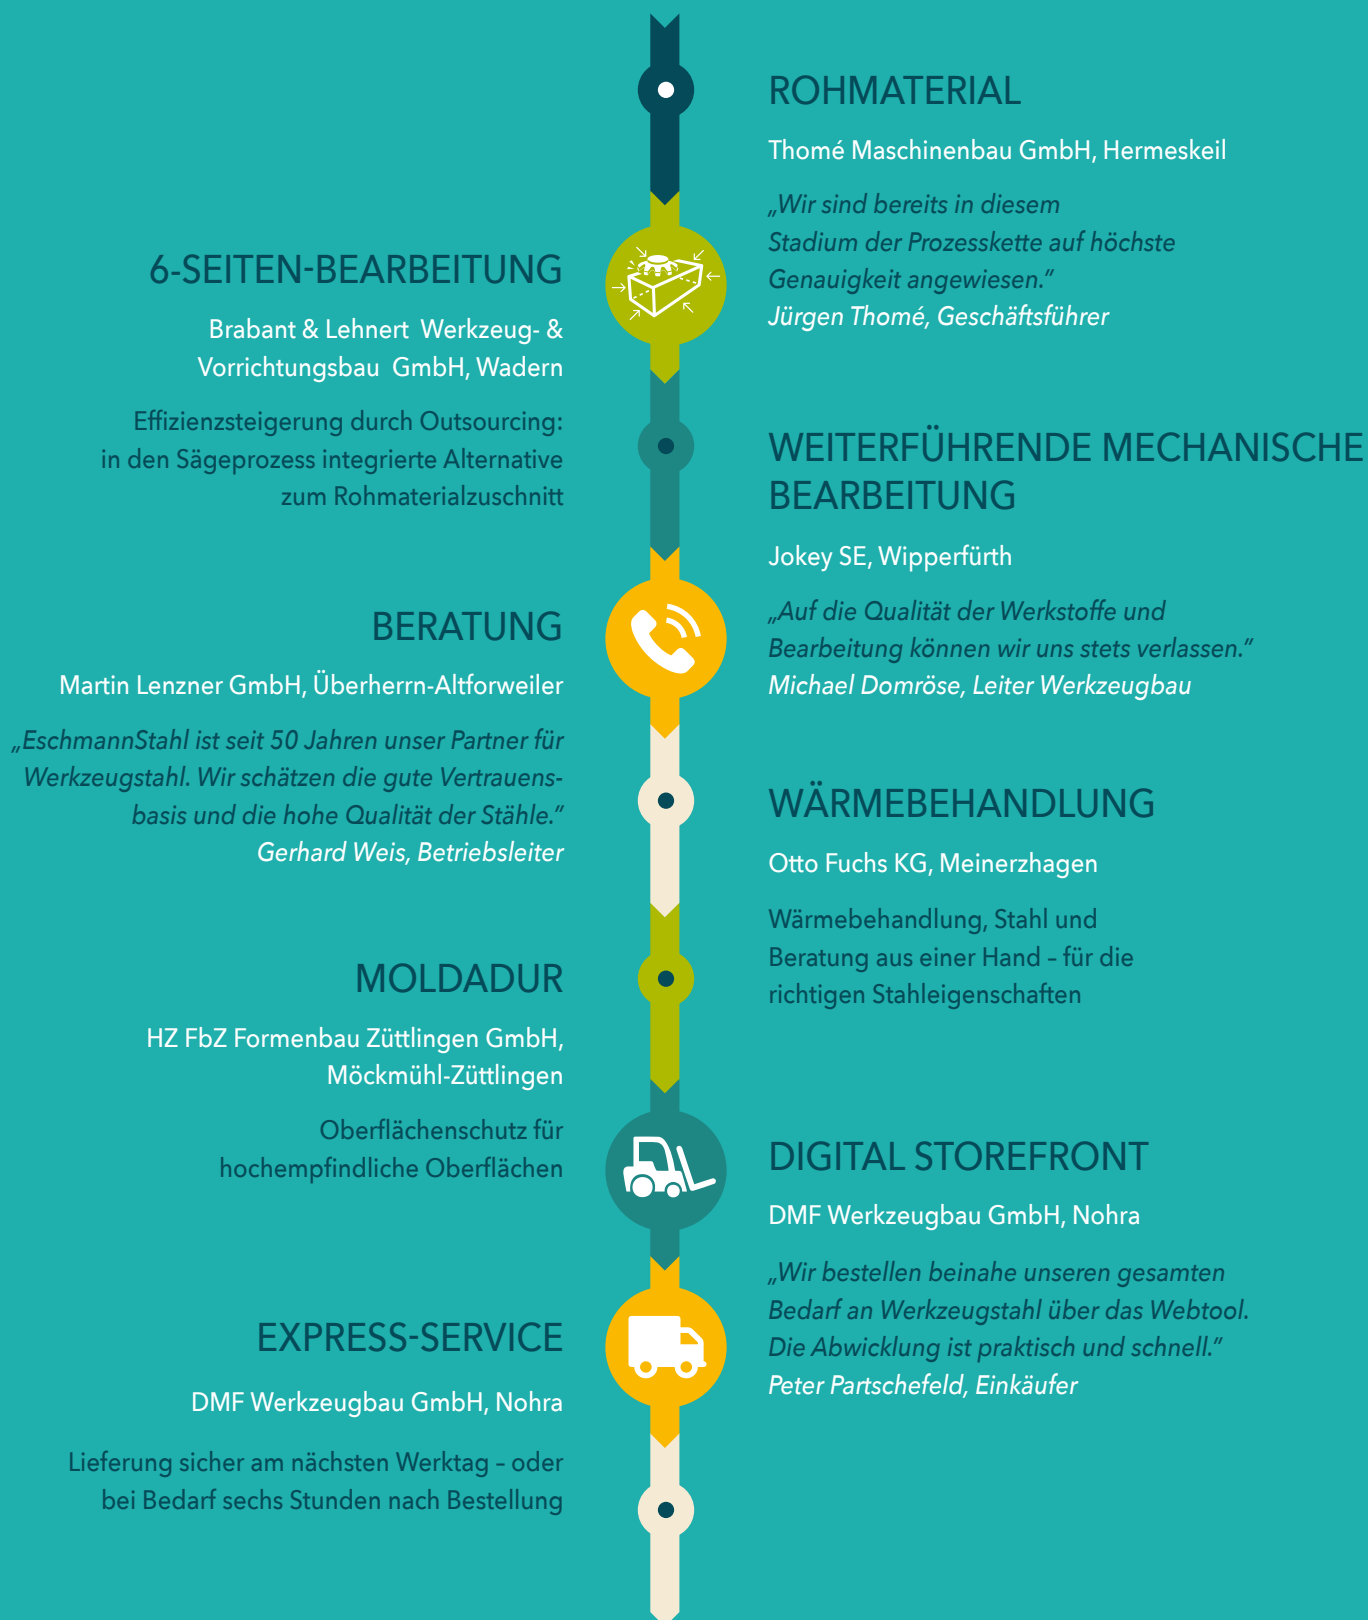 ROHMATERIAL
Thomé Maschinenbau GmbH, Hermeskeil
„Wir sind bereits in diesem
Stadium der Prozesskette auf höchste
Genauigkeit angewiesen.”
Jürgen Thomé, Geschäftsführer
6-SEITEN-BEARBEITUNG
Brabant & Lehnert Werkzeug- &
Vorrichtungsbau GmbH, Wadern
Effizienzsteigerung durch Outsourcing:
in den Sägeprozess integrierte Alternative
zum Rohmaterialzuschnitt
WEITERFÜHRENDE MECHANISCHE
BEARBEITUNG
Jokey SE, Wipperfürth
„Auf die Qualität der Werkstoffe und
Bearbeitung können wir uns stets verlassen.”
Michael Domröse, Leiter Werkzeugbau
BERATUNG
Martin Lenzner GmbH, Überherrn-Altforweiler
„EschmannStahl ist seit 50 Jahren unser Partner für
Werkzeugstahl. Wir schätzen die gute Vertrauens-
basis und die hohe Qualität der Stähle.”
Gerhard Weis, Betriebsleiter
WÄRMEBEHANDLUNG
Otto Fuchs KG, Meinerzhagen
Wärmebehandlung, Stahl und
Beratung aus einer Hand – für die
richtigen Stahleigenschaften
MOLDADUR
HZ FbZ Formenbau Züttlingen GmbH,
Möckmühl-Züttlingen
Oberflächenschutz für
hochempfindliche Oberflächen
DIGITAL STOREFRONT
DMF Werkzeugbau GmbH, Nohra
„Wir bestellen beinahe unseren gesamten
Bedarf an Werkzeugstahl über das Webtool.
Die Abwicklung ist praktisch und schnell.”
Peter Partschefeld, Einkäufer
EXPRESS-SERVICE
DMF Werkzeugbau GmbH, Nohra
Lieferung sicher am nächsten Werktag – oder
bei Bedarf sechs Stunden nach Bestellung